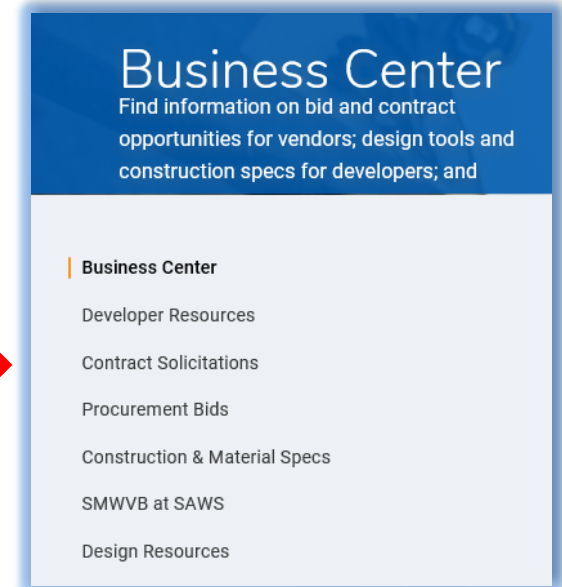 Business Center
Find information on bid and contract
opportunities for vendors; design tools and
construction specs for developers; and
Business Center
Developer Resources
Contract Solicitations
Procurement Bids
Construction & Material Specs
SMWVB at SAWS
Design Resources